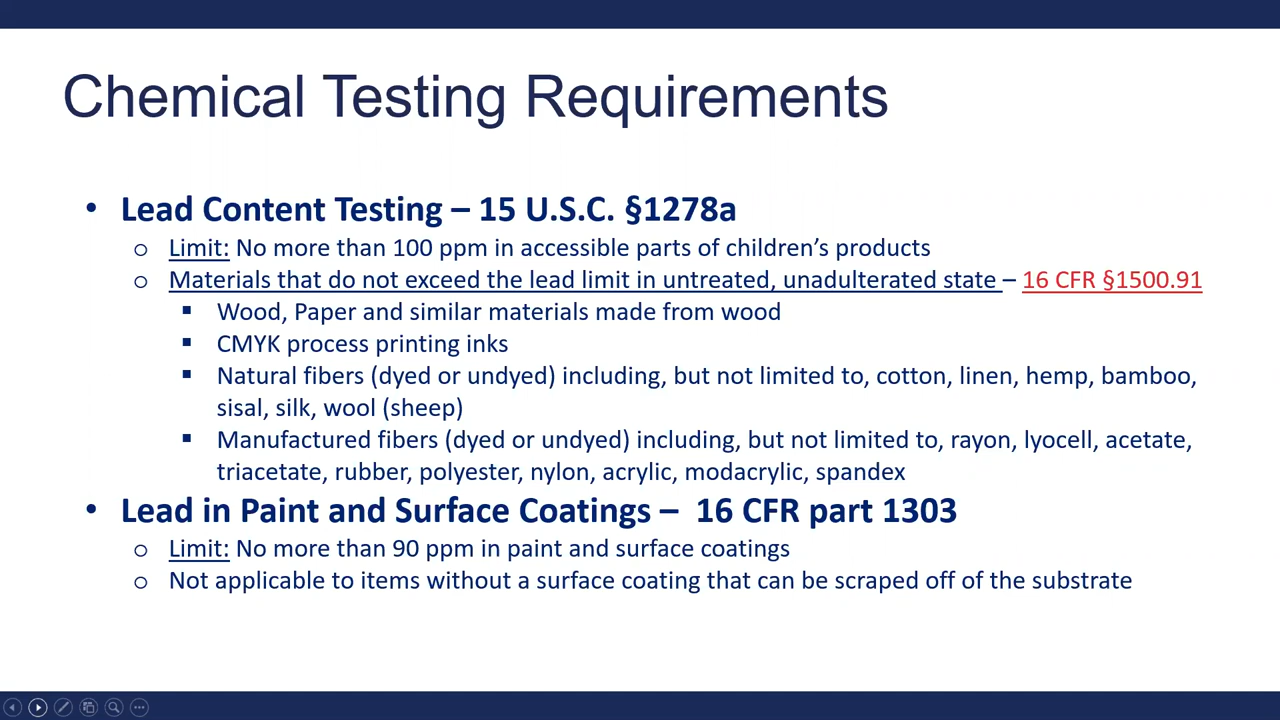 Chemical Testing Requirements
• Lead Content Testing – 15 U.S.C. §1278a
o Limit: No more than 100 ppm in accessible parts of children’s products
o Materials that do not exceed the lead limit in untreated, unadulterated state – 16 CFR §1500.91
▪ Wood, Paper and similar materials made from wood
▪ CMYK process printing inks
▪ Natural fibers (dyed or undyed) including, but not limited to, cotton, linen, hemp, bamboo,
sisal, silk, wool (sheep)
▪ Manufactured fibers (dyed or undyed) including, but not limited to, rayon, lyocell, acetate,
triacetate, rubber, polyester, nylon, acrylic, modacrylic, spandex
• Lead in Paint and Surface Coatings – 16 CFR part 1303
o Limit: No more than 90 ppm in paint and surface coatings
o Not applicable to items without a surface coating that can be scraped off of the substrate